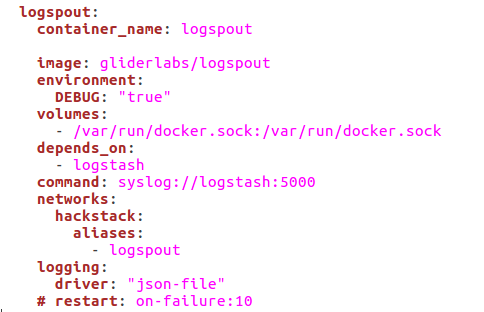 logspout:
  container_name: logspout

  image: gliderlabs/logspout
  environment:
    DEBUG: "true"
  volumes:
    - /var/run/docker.sock:/var/run/docker.sock
  depends_on:
    - logstash
  command: syslog://logstash:5000
  networks:
    hackstack:
      aliases:
        - logspout
  logging:
    driver: "json-file"
  # restart: on-failure:10